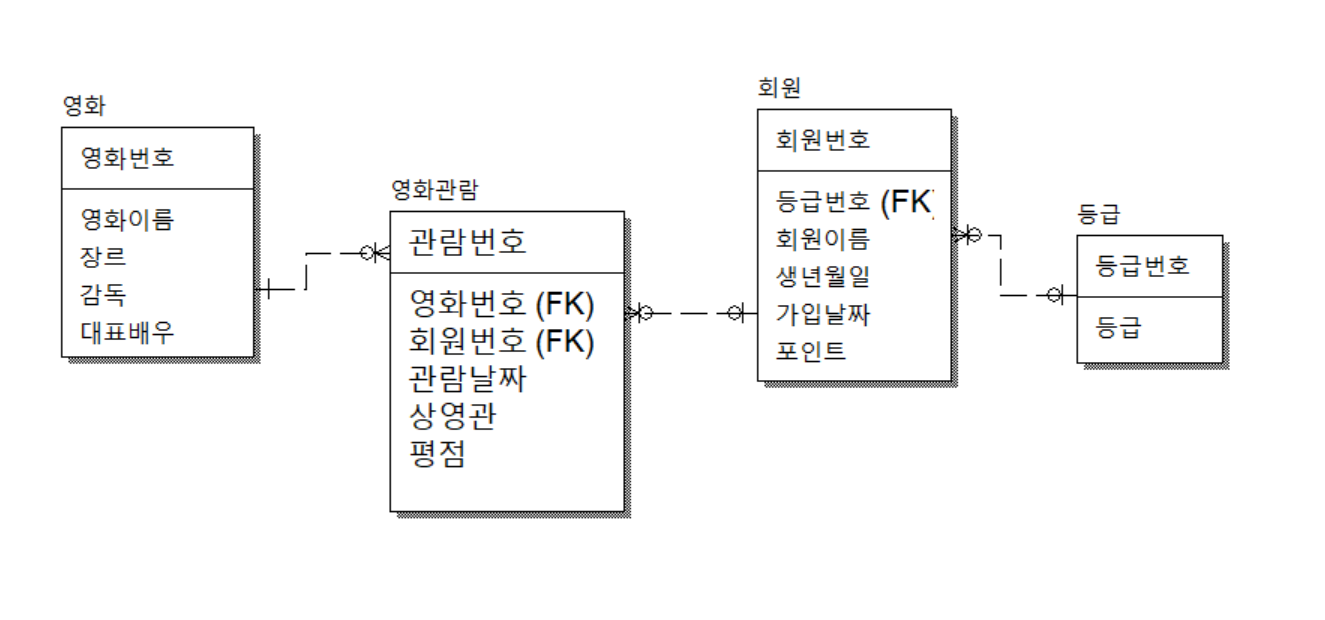 영화
영화번호
영화이름
장르
감독
대표배우
영화관람
관람번호
영화번호 (FK)
회원번호 (FK)
관람날짜
상영관
평점
회원
회원번호
등급번호 (FK)
회원이름
생년월일
가입날짜
포인트
등급
등급번호
등급